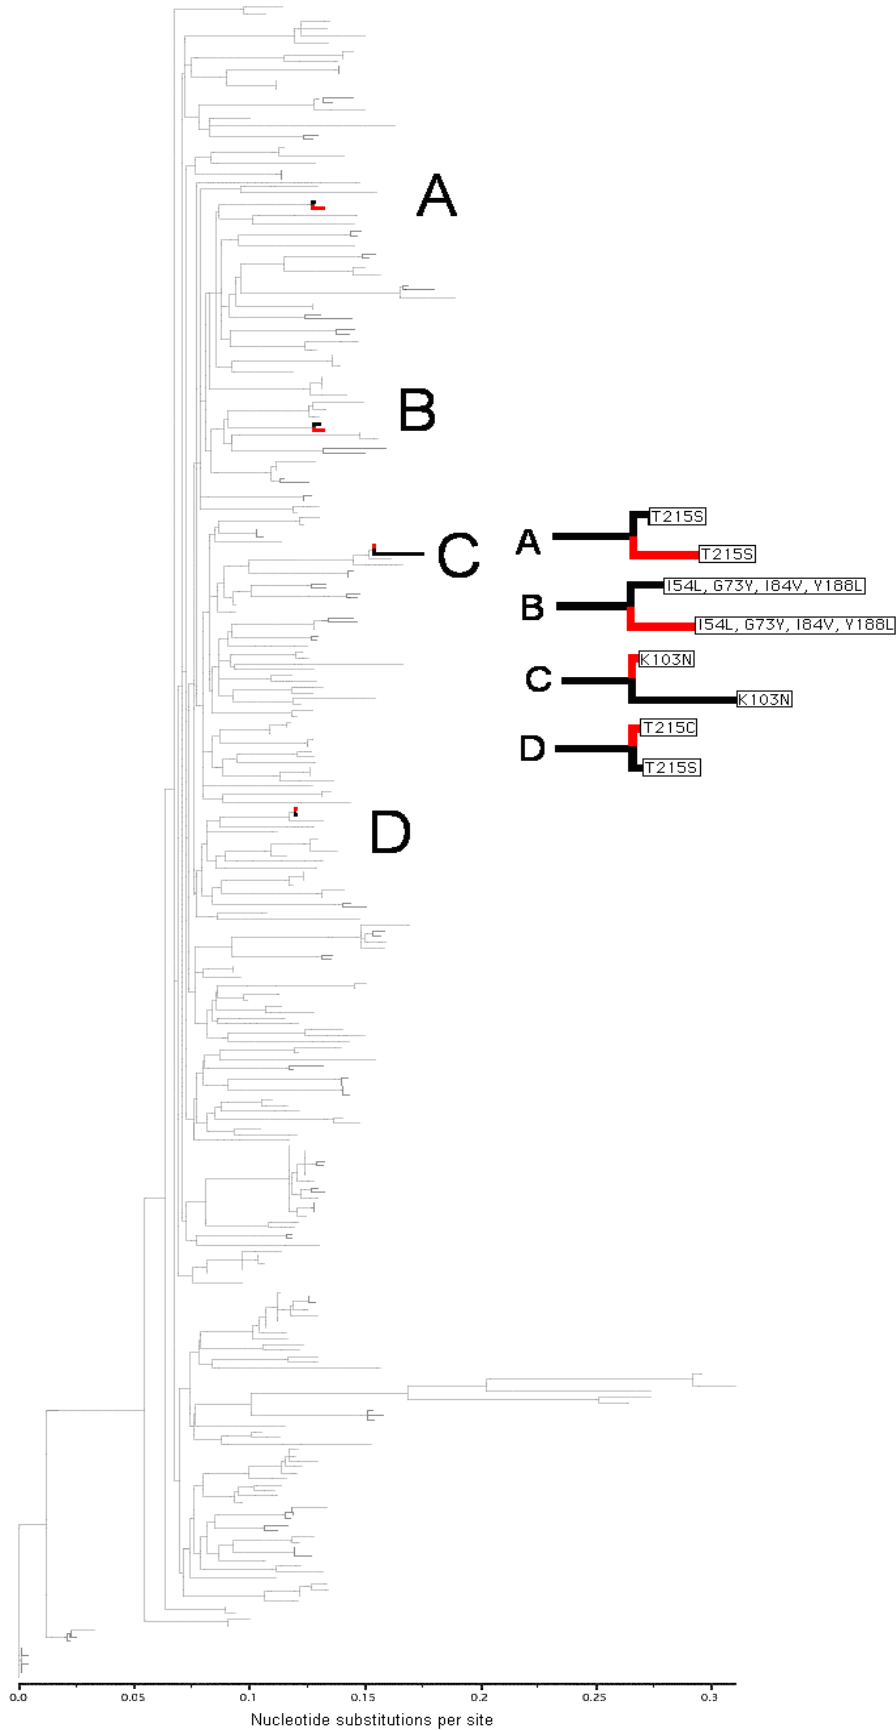 A
B
C
A
T215S
T215S
B
I54L, G73Y, I84V, Y188L
I54L, G73Y, I84V, Y188L
C
K103N
K103N
D
T215C
T215S
D
0.0 0.05 0.1 0.15 0.2 0.25 0.3
Nucleotide substitutions per site